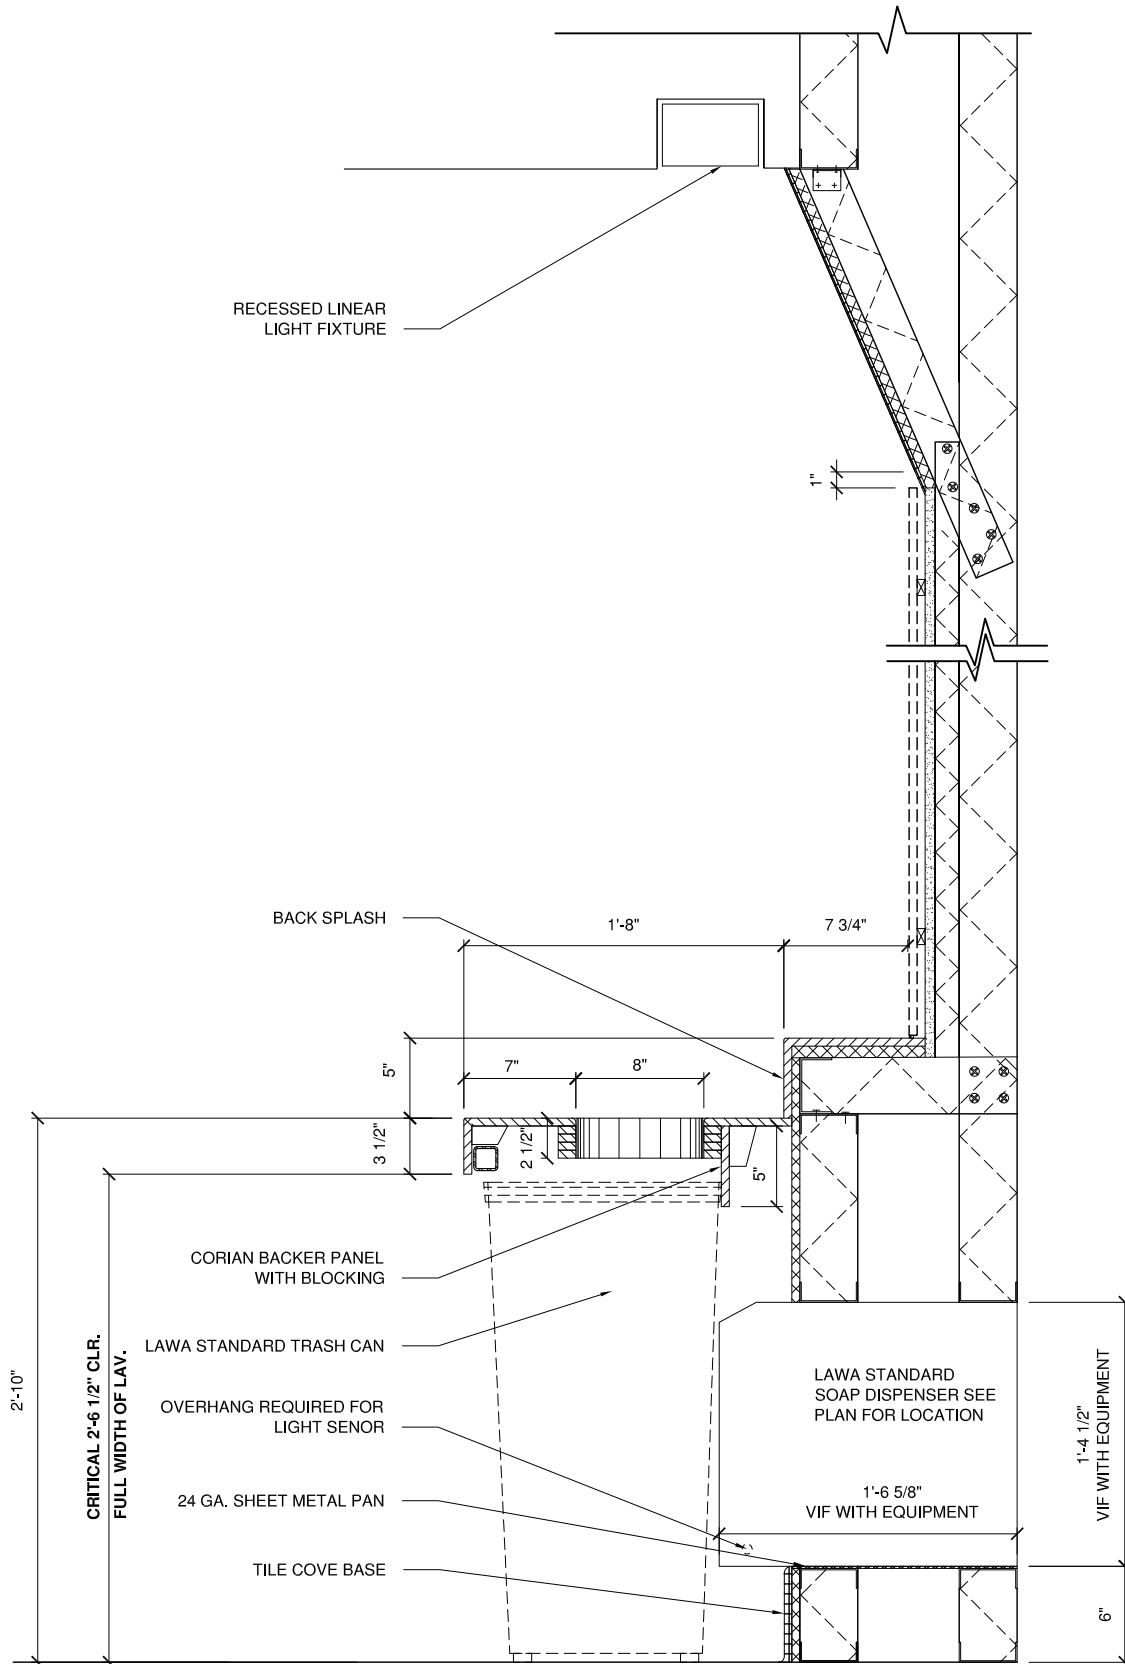 RECESSED LINEAR
LIGHT FIXTURE
1"
BACK SPLASH
1'-8"
7 3/4"
5"
7"
8"
3 1/2"
2 1/2"
5"
CORIAN BACKER PANEL
WITH BLOCKING
LAWA STANDARD TRASH CAN
OVERHANG REQUIRED FOR
LIGHT SENOR
24 GA. SHEET METAL PAN
TILE COVE BASE
2'-10"
CRITICAL 2'-6 1/2" CLR.
FULL WIDTH OF LAV.
LAWA STANDARD
SOAP DISPENSER SEE
PLAN FOR LOCATION
1'-6 5/8"
VIF WITH EQUIPMENT
1'-4 1/2"
VIF WITH EQUIPMENT
6"